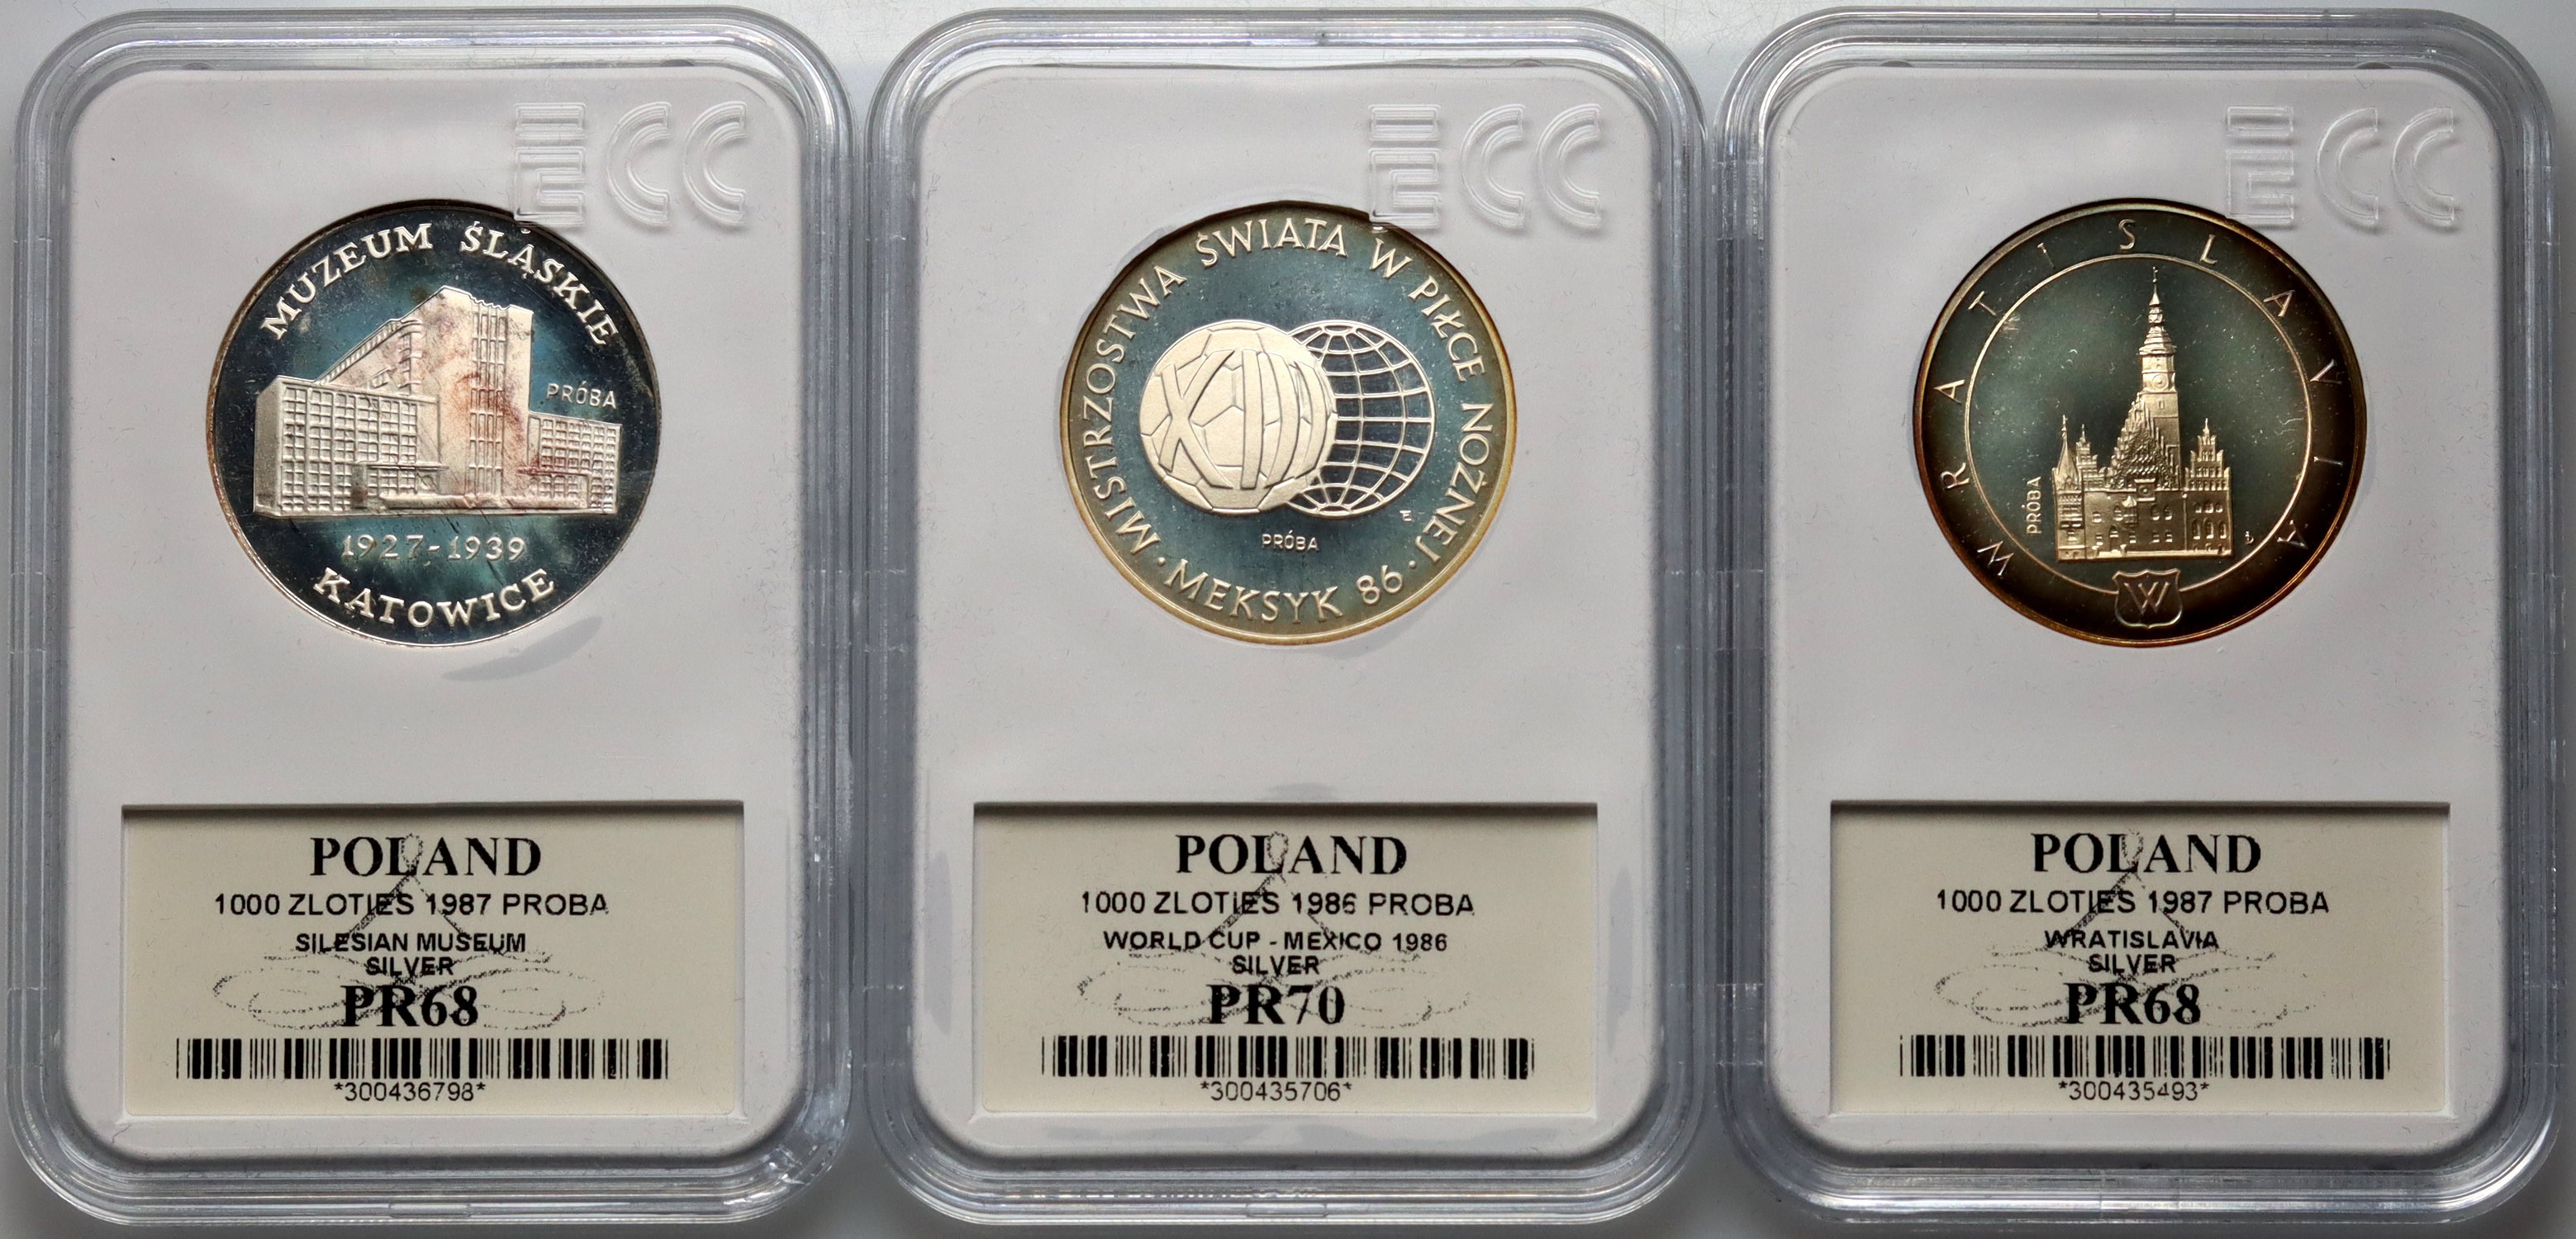 ECC
MUZEUM ŚLĄSKIE
PRÓBA
1927-1939
KATOWICE
POLAND
1000 ZLOTIES 1987 PROBA
SILESIAN MUSEUM
SILVER
PR68
*300436798*
ECC
MISTRZOSTWA ŚWIATA W PIŁCE NOŻNEJ
XIII
PRÓBA
· MEKSYK 86 ·
POLAND
1000 ZLOTIES 1986 PROBA
WORLD CUP - MEXICO 1986
SILVER
PR70
*300435706*
ECC
WRATISLAVIA
PRÓBA
W
POLAND
1000 ZLOTIES 1987 PROBA
WRATISLAVIA
SILVER
PR68
*300435493*